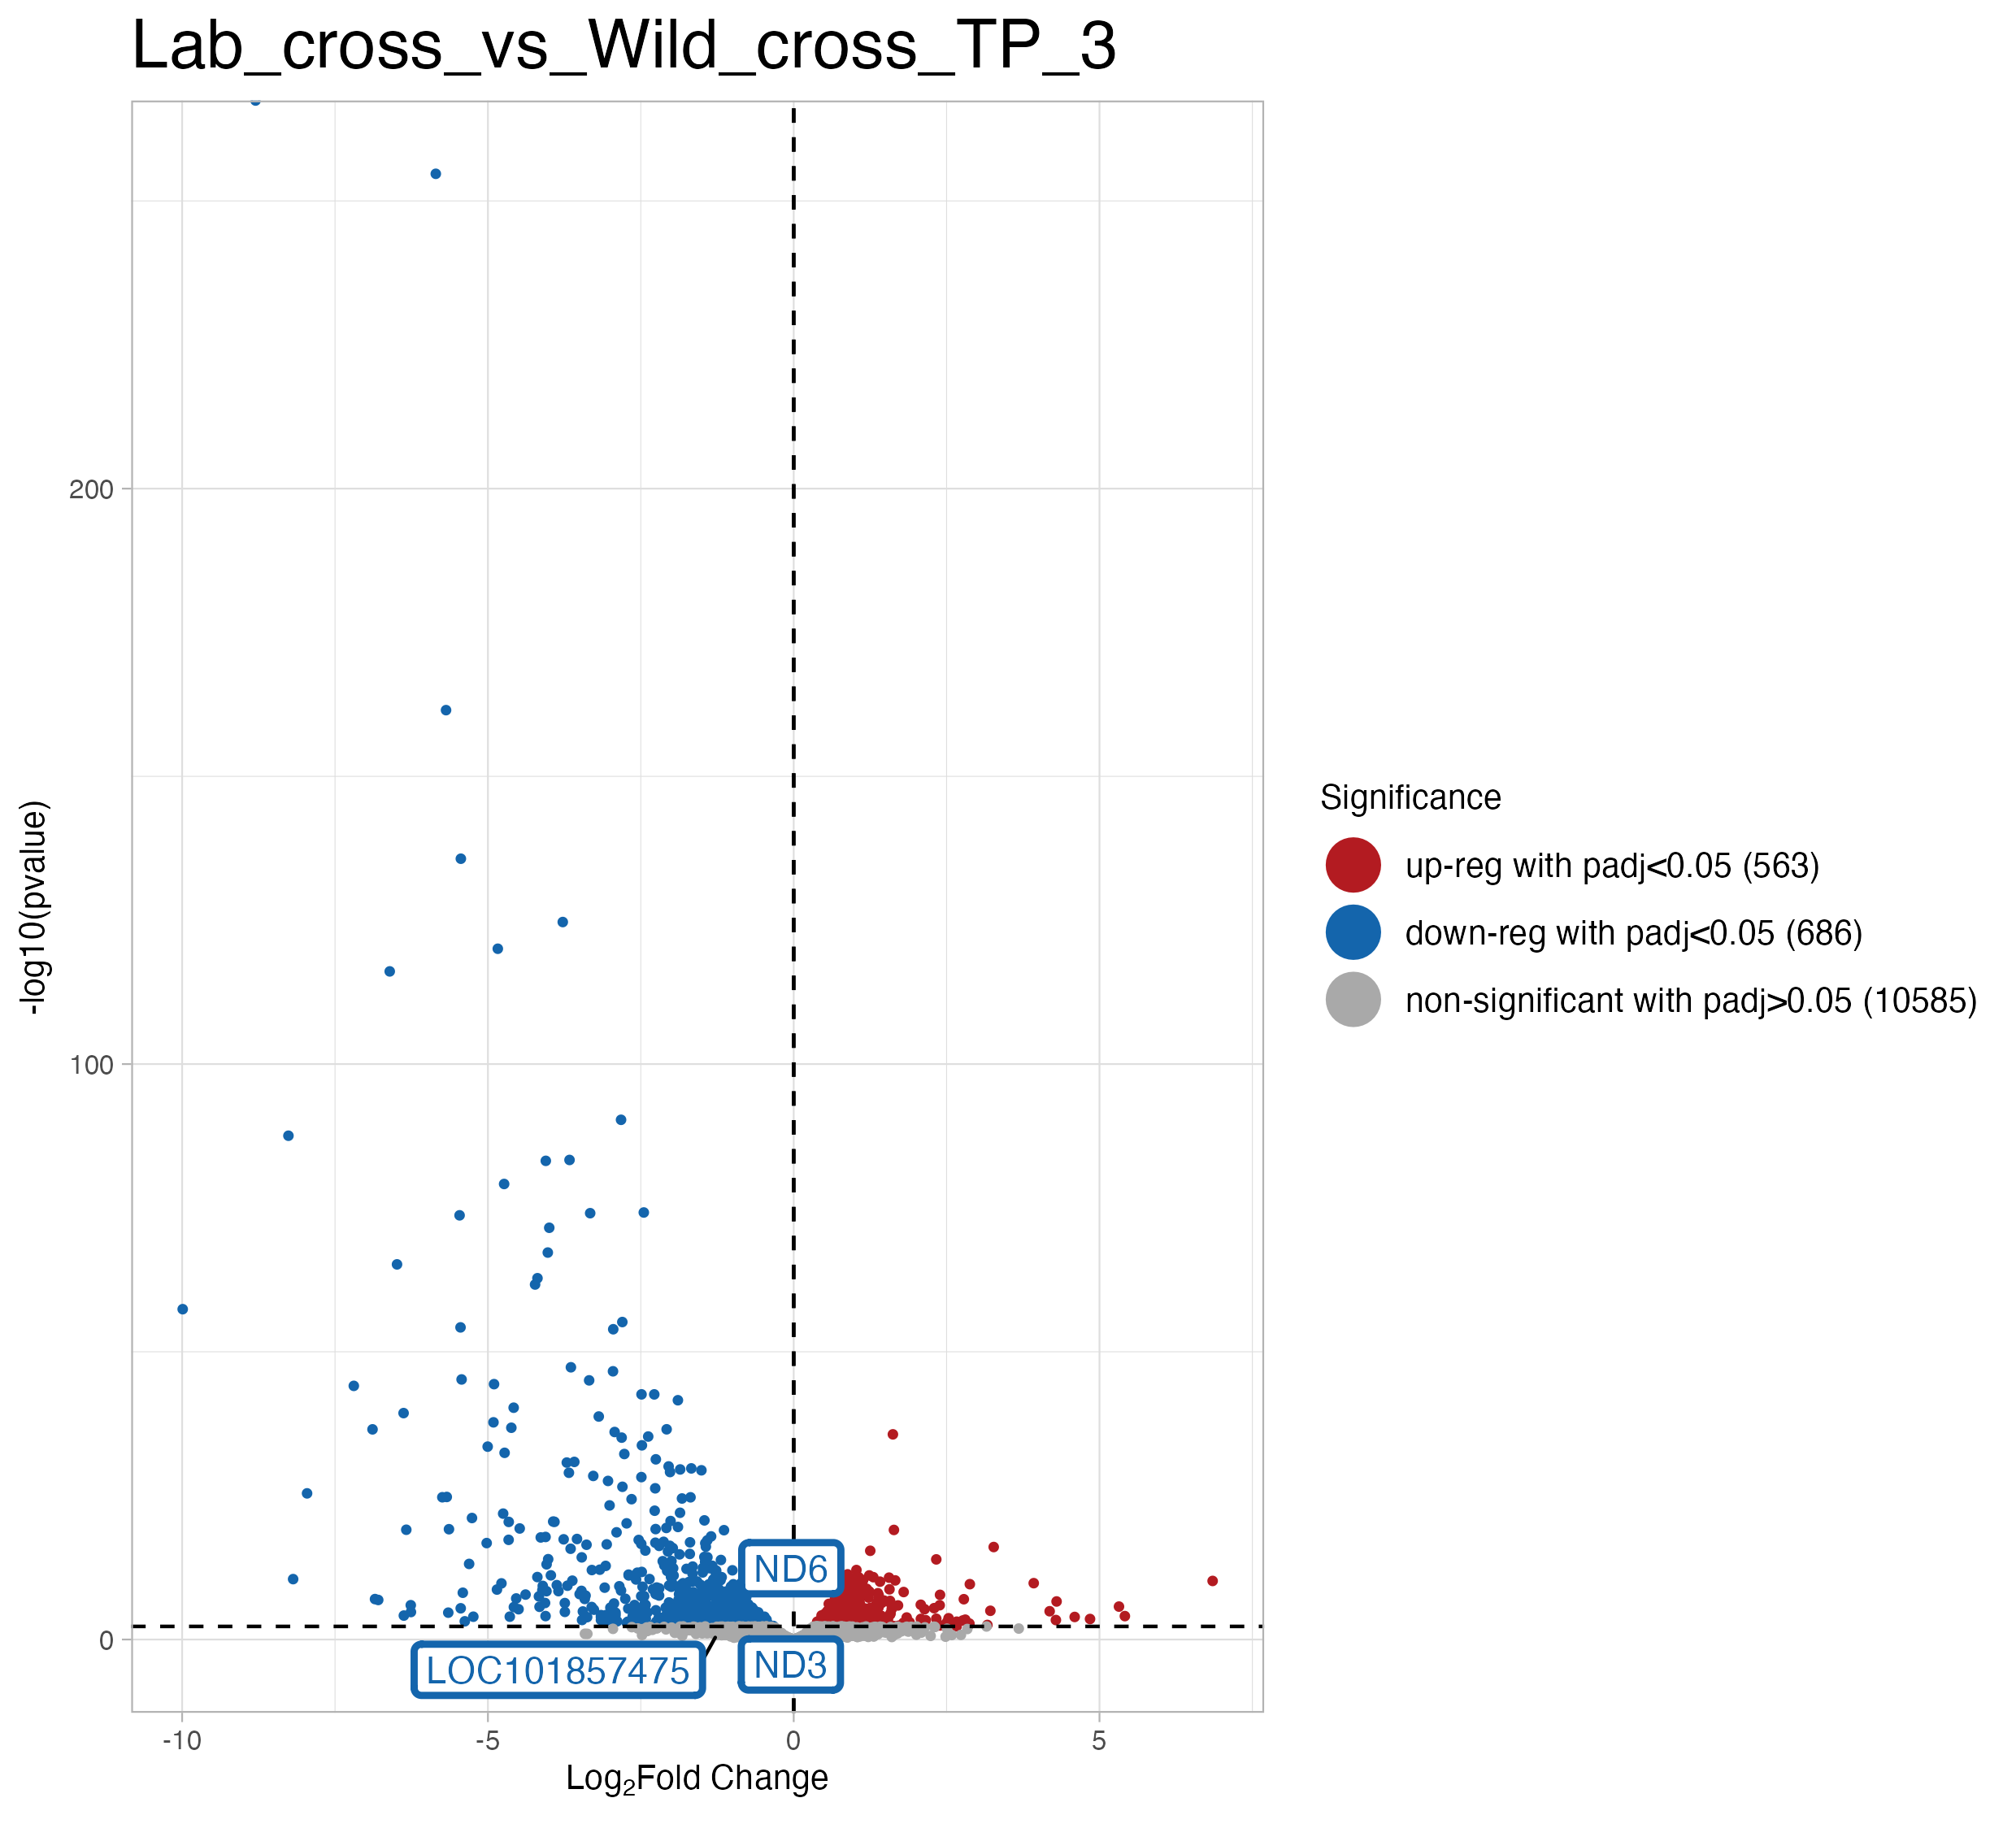 Lab_cross_vs_Wild_cross_TP_3
-log10(pvalue)
200
100
0
ND6
LOC101857475
ND3
-10
-5
0
5
Log₂Fold Change
Significance
up-reg with padj<0.05 (563)
down-reg with padj<0.05 (686)
non-significant with padj>0.05 (10585)